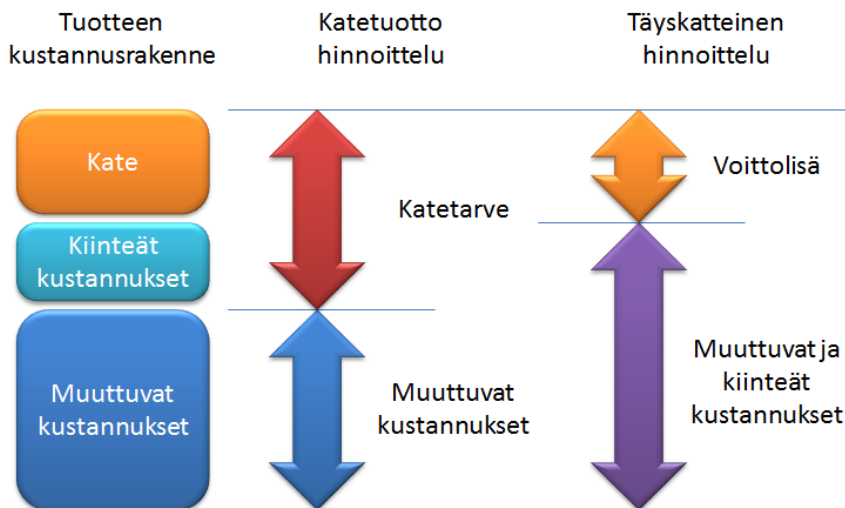 Tuotteen
kustannusrakenne
Katetuotto
hinnoittelu
Täyskatteinen
hinnoittelu
Kate
Kiinteät
kustannukset
Muuttuvat
kustannukset
Katetarve
Muuttuvat
kustannukset
Voittolisä
Muuttuvat ja
kiinteät
kustannukset